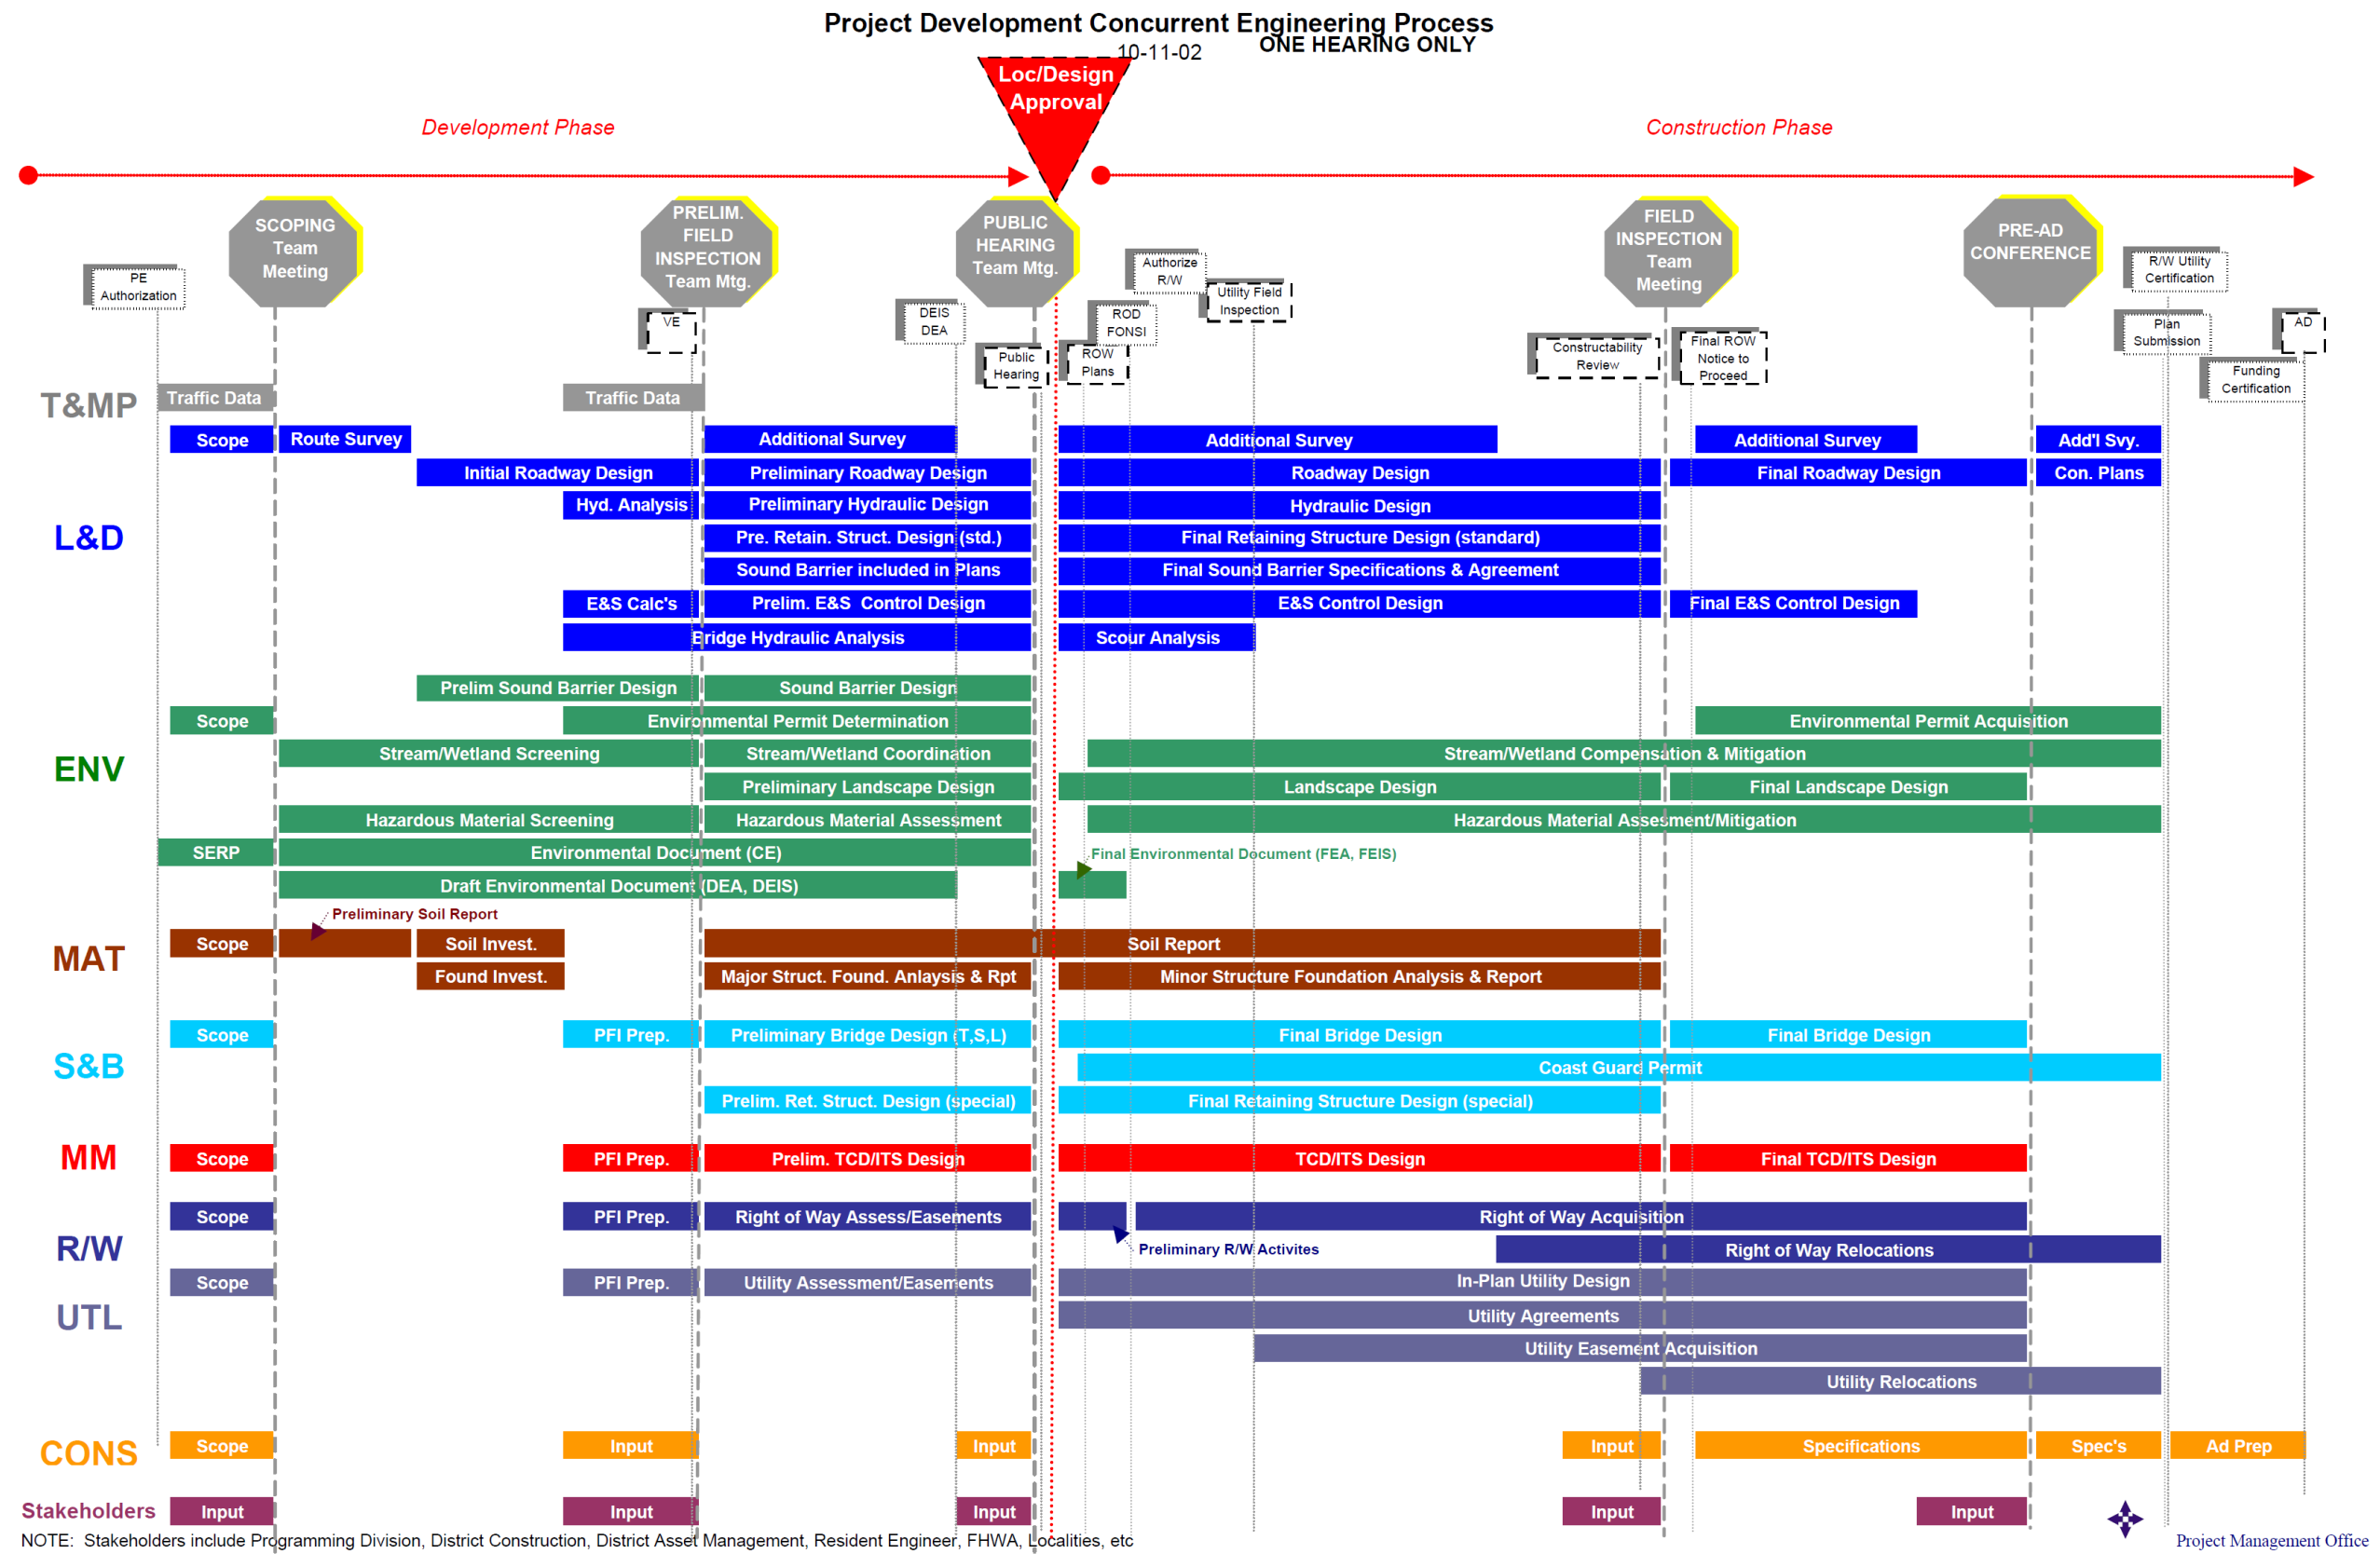 Project Development Concurrent Engineering Process
10-11-02
ONE HEARING ONLY
Loc/Design
Approval
Development Phase
Construction Phase
SCOPING
Team
Meeting
PRELIM.
FIELD
INSPECTION
Team Mtg.
PUBLIC
HEARING
Team Mtg.
FIELD
INSPECTION
Team
Meeting
PRE-AD
CONFERENCE
PE
Authorization
VE
DEIS
DEA
Public
Hearing
ROW
Plans
ROD
FONSI
Authorize
R/W
Utility Field
Inspection
Constructability
Review
Final ROW
Notice to
Proceed
R/W Utility
Certification
Plan
Submission
Funding
Certification
AD
T&MP
Traffic Data
Traffic Data
L&D
Scope
Route Survey
Additional Survey
Additional Survey
Additional Survey
Add'l Svy.
Initial Roadway Design
Preliminary Roadway Design
Roadway Design
Final Roadway Design
Con. Plans
Hyd. Analysis
Preliminary Hydraulic Design
Hydraulic Design
Pre. Retain. Struct. Design (std.)
Final Retaining Structure Design (standard)
Sound Barrier included in Plans
Final Sound Barrier Specifications & Agreement
E&S Calc's
Prelim. E&S  Control Design
E&S Control Design
Final E&S Control Design
Bridge Hydraulic Analysis
Scour Analysis
ENV
Prelim Sound Barrier Design
Sound Barrier Design
Scope
Environmental Permit Determination
Environmental Permit Acquisition
Stream/Wetland Screening
Stream/Wetland Coordination
Stream/Wetland Compensation & Mitigation
Preliminary Landscape Design
Landscape Design
Final Landscape Design
Hazardous Material Screening
Hazardous Material Assessment
Hazardous Material Assesment/Mitigation
SERP
Environmental Document (CE)
Final Environmental Document (FEA, FEIS)
Draft Environmental Document (DEA, DEIS)
MAT
Preliminary Soil Report
Scope
Soil Invest.
Soil Report
Found Invest.
Major Struct. Found. Anlaysis & Rpt
Minor Structure Foundation Analysis & Report
S&B
Scope
PFI Prep.
Preliminary Bridge Design (T,S,L)
Final Bridge Design
Final Bridge Design
Coast Guard Permit
Prelim. Ret. Struct. Design (special)
Final Retaining Structure Design (special)
MM
Scope
PFI Prep.
Prelim. TCD/ITS Design
TCD/ITS Design
Final TCD/ITS Design
R/W
Scope
PFI Prep.
Right of Way Assess/Easements
Right of Way Acquisition
Preliminary R/W Activites
Right of Way Relocations
UTL
Scope
PFI Prep.
Utility Assessment/Easements
In-Plan Utility Design
Utility Agreements
Utility Easement Acquisition
Utility Relocations
CONS
Scope
Input
Input
Input
Specifications
Spec's
Ad Prep
Stakeholders
Input
Input
Input
Input
Input
NOTE:  Stakeholders include Programming Division, District Construction, District Asset Management, Resident Engineer, FHWA, Localities, etc
Project Management Office